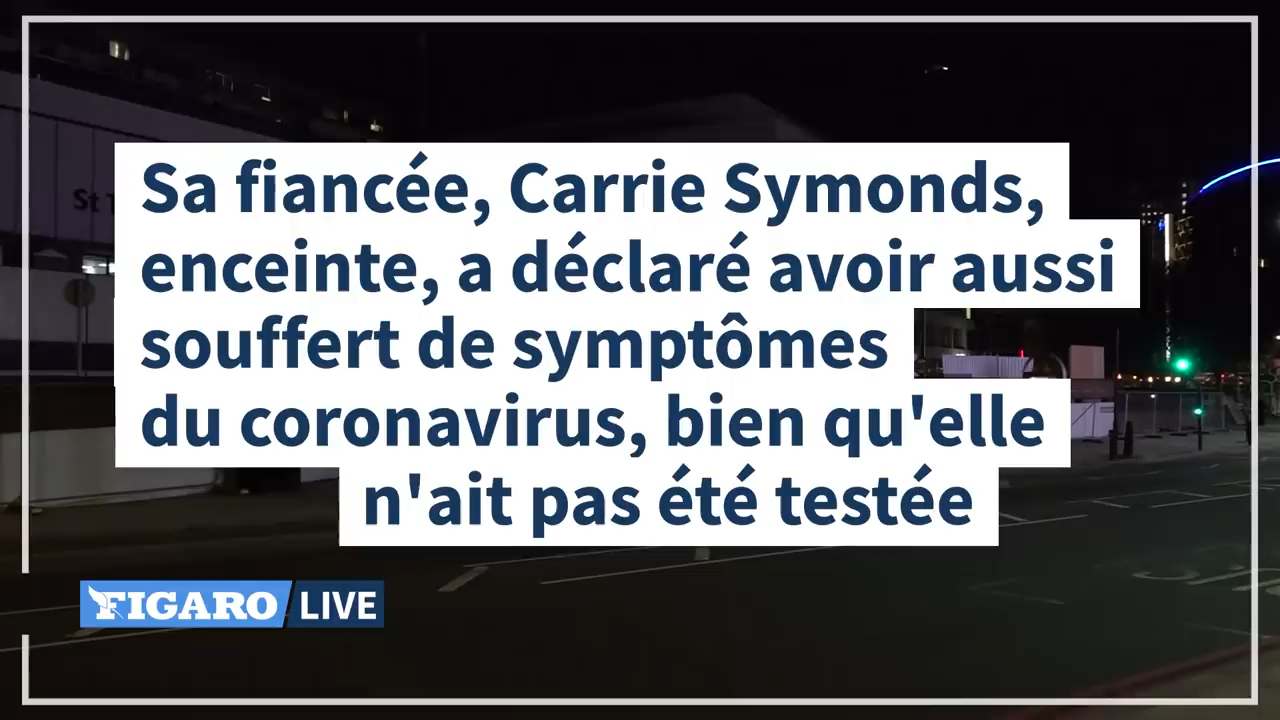 Sa fiancée, Carrie Symonds,
enceinte, a déclaré avoir aussi
souffert de symptômes
du coronavirus, bien qu'elle
n'ait pas été testée
FIGARO LIVE
St